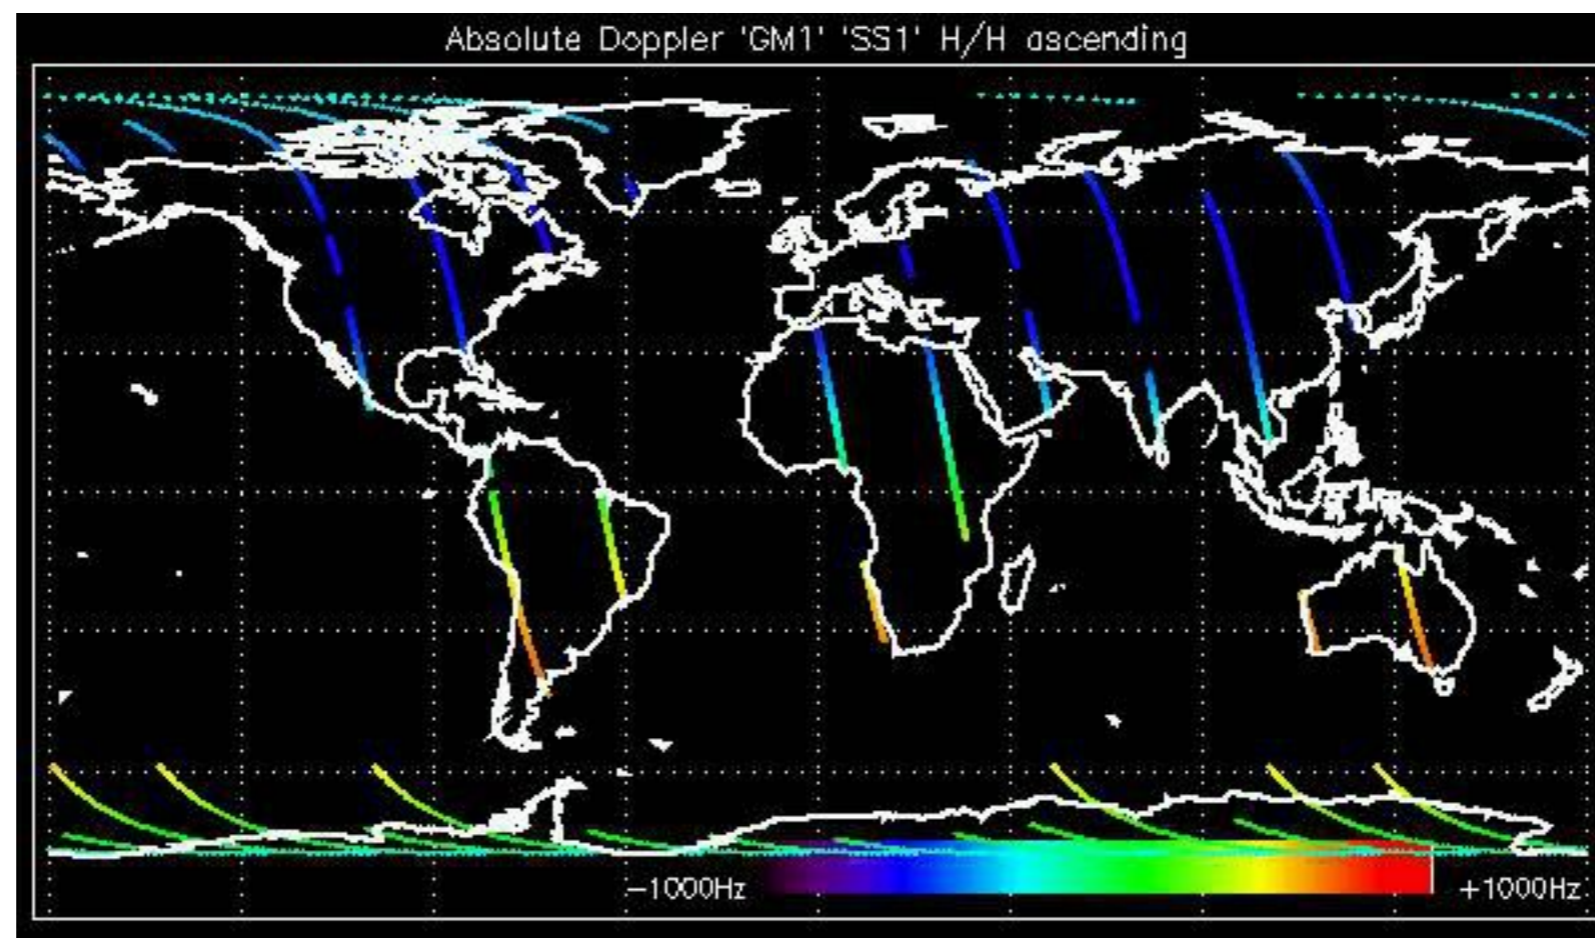 Absolute Doppler 'GM1' 'SS1' H/H ascending
−1000Hz
+1000Hz